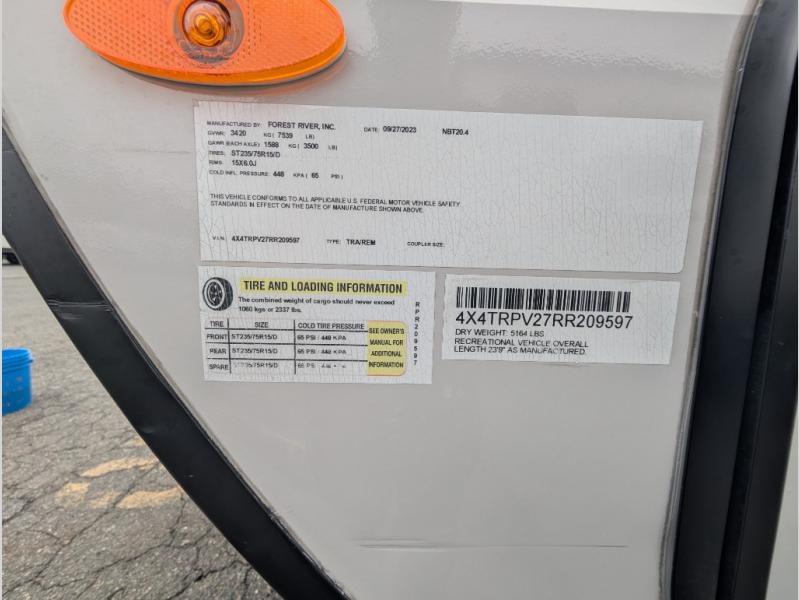 MANUFACTURED BY: FOREST RIVER, INC. DATE: 09/27/2023 NBT20.4
GVWR: 3420 KG ( 7539 LB)
GAWR (EACH AXLE) 1588 KG ( 3500 LB)
TIRES: ST235/75R15/D
RIMS: 15X6.0J
COLD INFL. PRESSURE: 448 KPA ( 65 PSI )
THIS VEHICLE CONFORMS TO ALL APPLICABLE U.S. FEDERAL MOTOR VEHICLE SAFETY
STANDARDS IN EFFECT ON THE DATE OF MANUFACTURE SHOWN ABOVE.
V.I.N.: 4X4TRPV27RR209597 TYPE: TRA/REM COUPLER SIZE:
TIRE AND LOADING INFORMATION
The combined weight of cargo should never exceed
1060 kgs or 2337 lbs.
TIRE SIZE COLD TIRE PRESSURE
FRONT ST235/75R15/D 65 PSI / 448 KPA
REAR ST235/75R15/D 65 PSI / 448 KPA
SPARE ST235/75R15/D 65 PSI
SEE OWNER'S
MANUAL FOR
ADDITIONAL
INFORMATION
RPR209597
4X4TRPV27RR209597
DRY WEIGHT: 5164 LBS
RECREATIONAL VEHICLE OVERALL
LENGTH 23'9" AS MANUFACTURED.